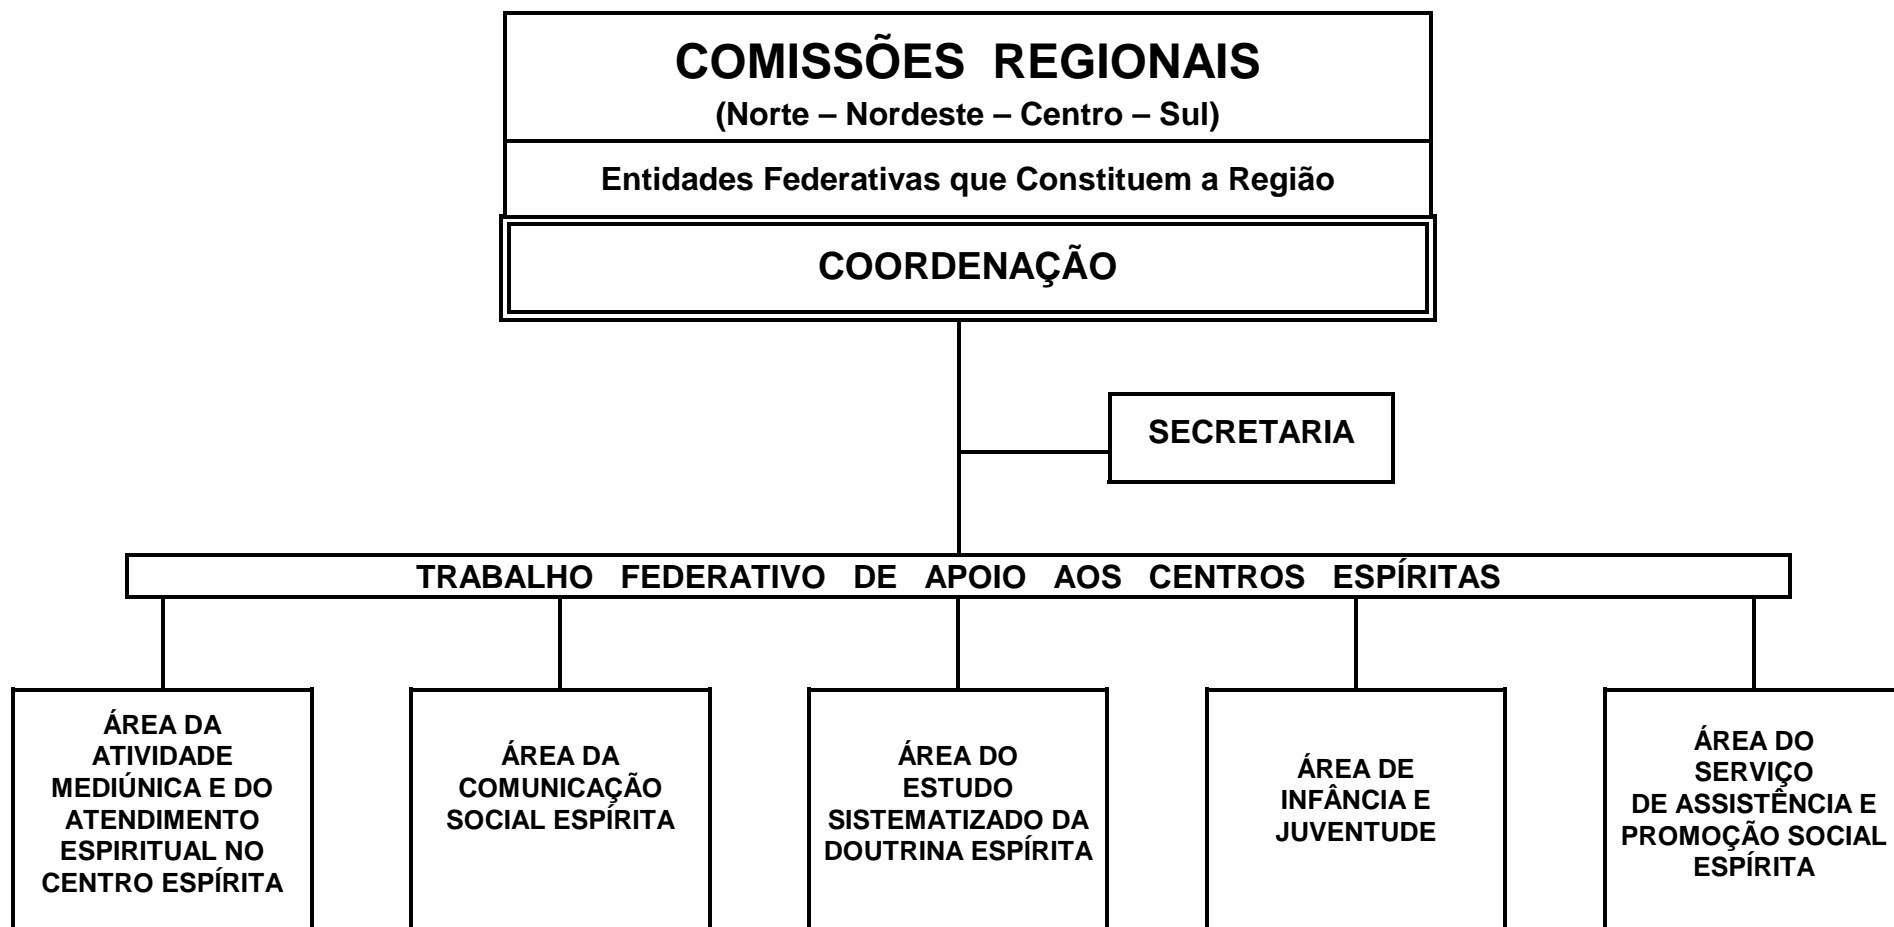 COMISSÕES REGIONAIS
(Norte – Nordeste – Centro – Sul)
Entidades Federativas que Constituem a Região
COORDENAÇÃO
SECRETARIA
TRABALHO FEDERATIVO DE APOIO AOS CENTROS ESPÍRITAS
ÁREA DA
ATIVIDADE
MEDIÚNICA E DO
ATENDIMENTO
ESPIRITUAL NO
CENTRO ESPÍRITA
ÁREA DA
COMUNICAÇÃO
SOCIAL ESPÍRITA
ÁREA DO
ESTUDO
SISTEMATIZADO DA
DOUTRINA ESPÍRITA
ÁREA DE
INFÂNCIA E
JUVENTUDE
ÁREA DO
SERVIÇO
DE ASSISTÊNCIA E
PROMOÇÃO SOCIAL
ESPÍRITA